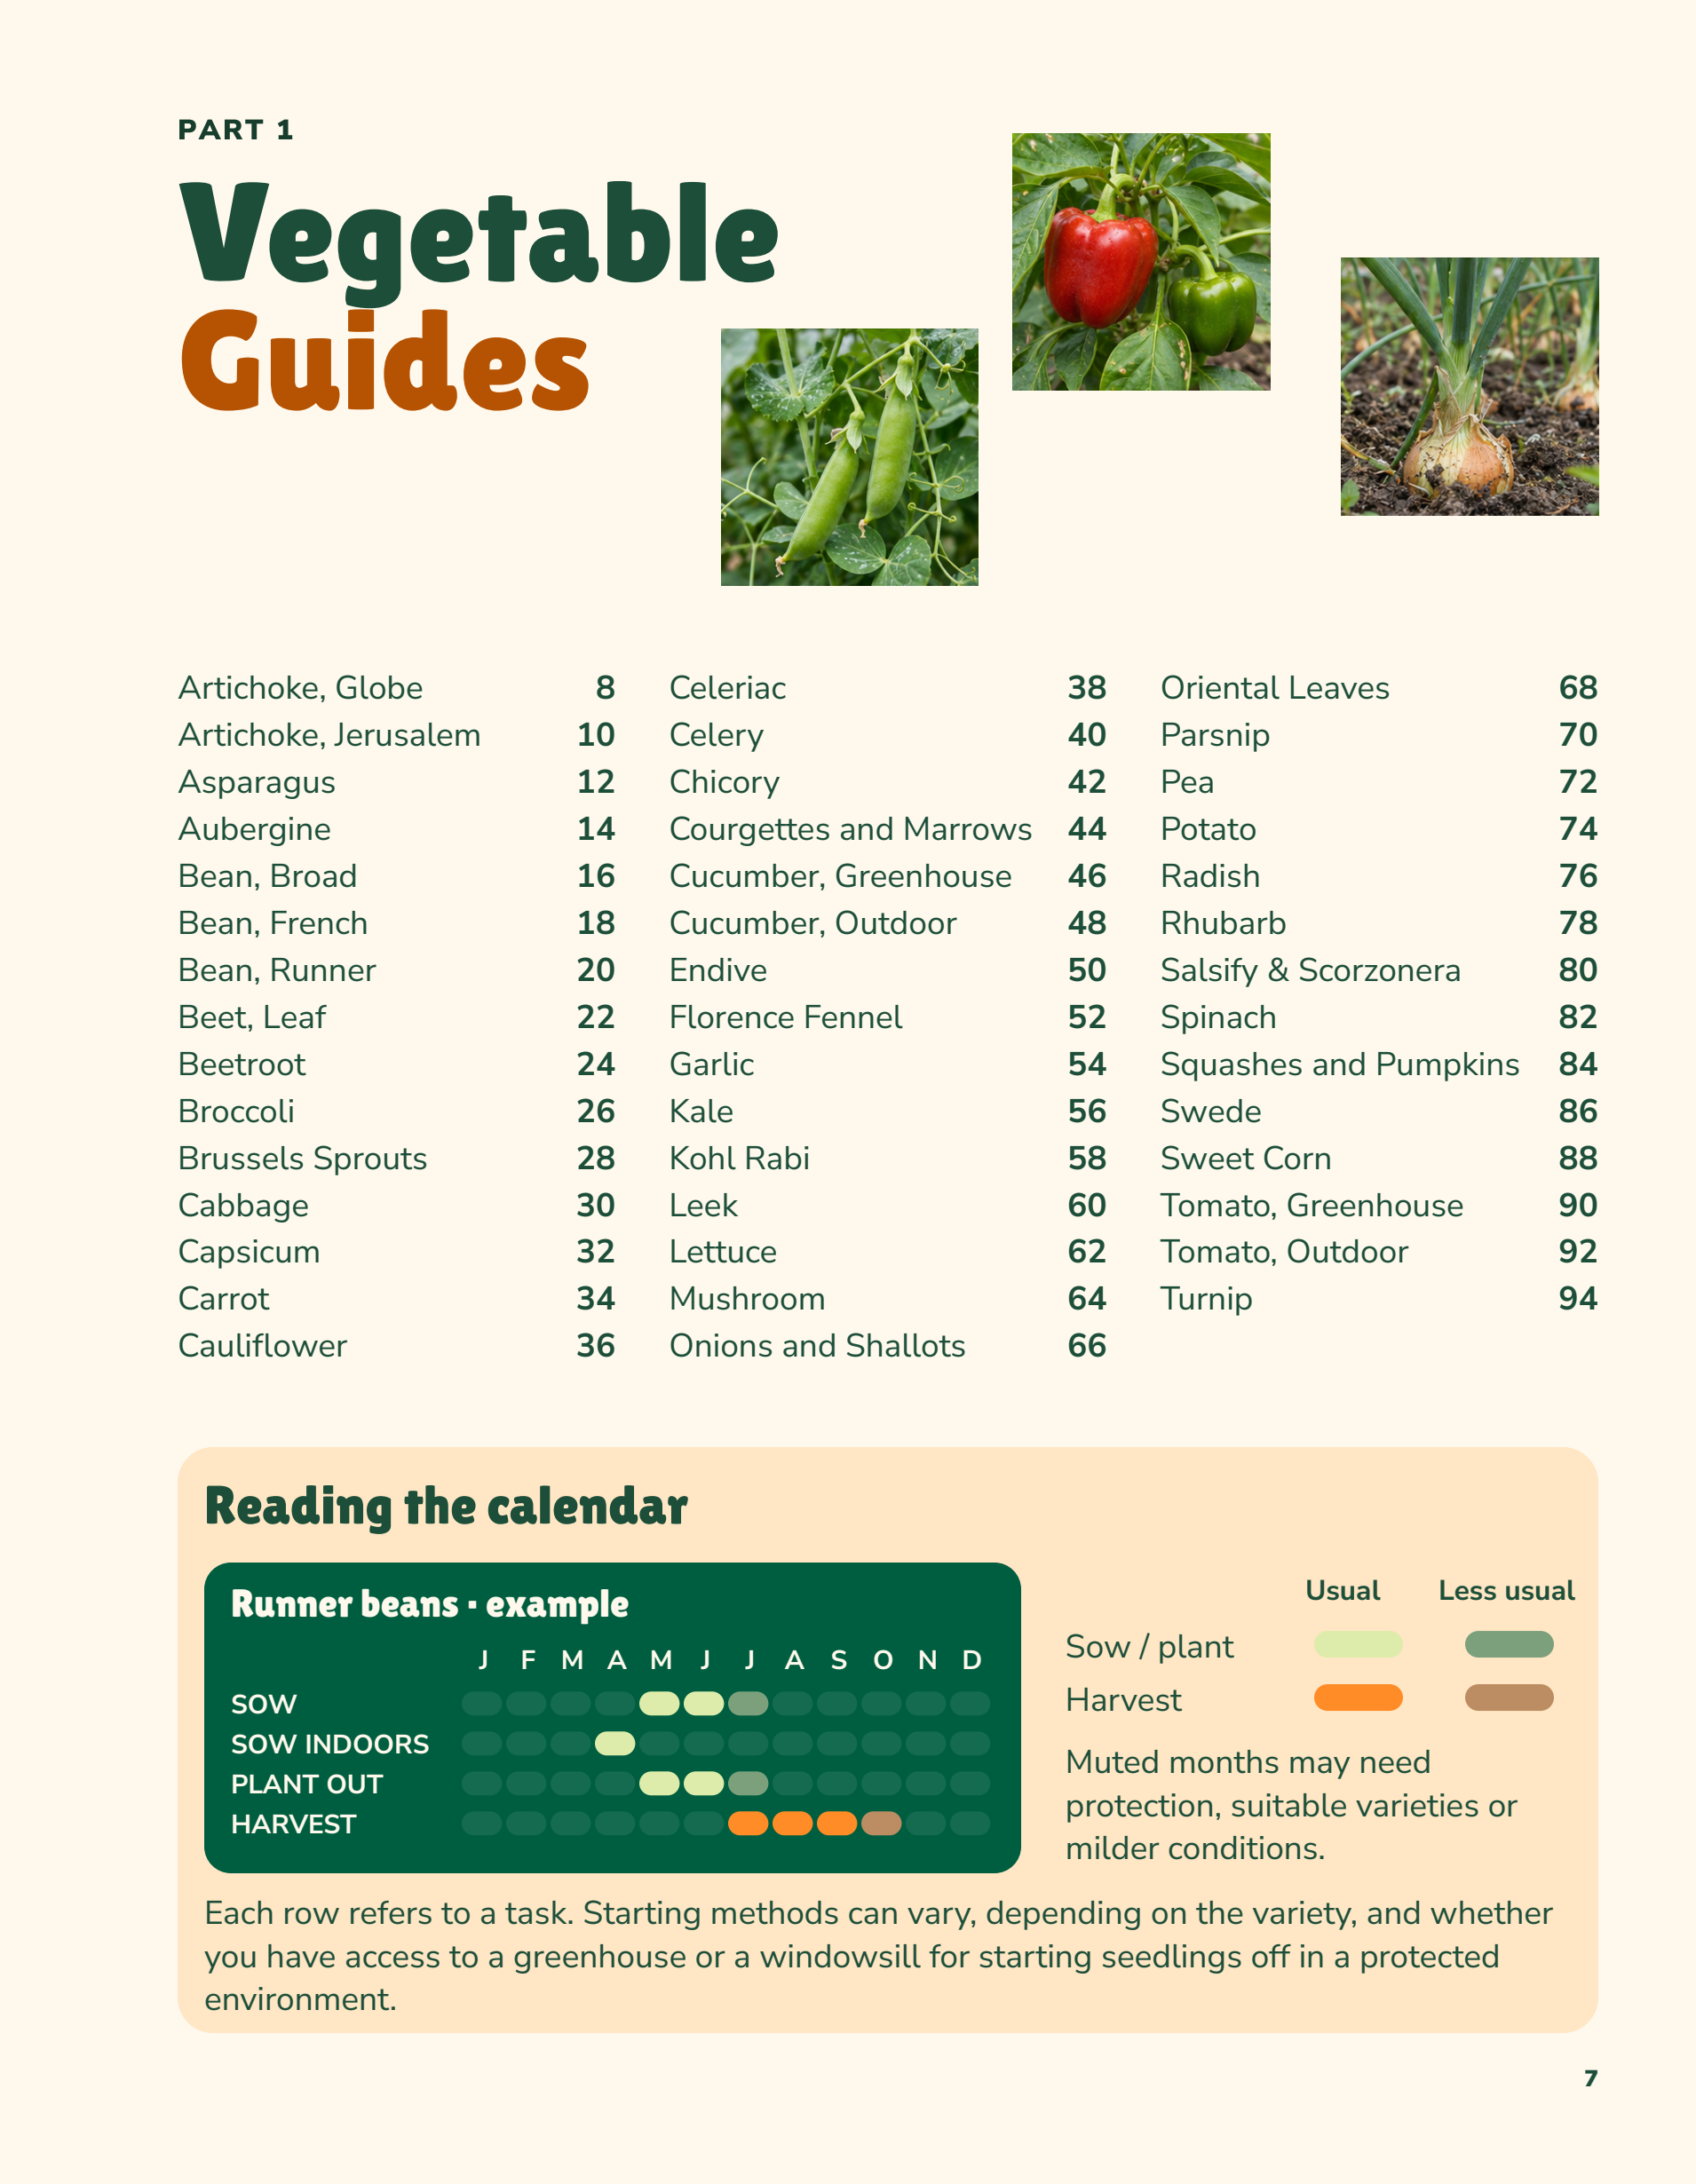 PART 1
Vegetable
Guides
Artichoke, Globe 8
Artichoke, Jerusalem 10
Asparagus 12
Aubergine 14
Bean, Broad 16
Bean, French 18
Bean, Runner 20
Beet, Leaf 22
Beetroot 24
Broccoli 26
Brussels Sprouts 28
Cabbage 30
Capsicum 32
Carrot 34
Cauliflower 36
Celeriac 38
Celery 40
Chicory 42
Courgettes and Marrows 44
Cucumber, Greenhouse 46
Cucumber, Outdoor 48
Endive 50
Florence Fennel 52
Garlic 54
Kale 56
Kohl Rabi 58
Leek 60
Lettuce 62
Mushroom 64
Onions and Shallots 66
Oriental Leaves 68
Parsnip 70
Pea 72
Potato 74
Radish 76
Rhubarb 78
Salsify & Scorzonera 80
Spinach 82
Squashes and Pumpkins 84
Swede 86
Sweet Corn 88
Tomato, Greenhouse 90
Tomato, Outdoor 92
Turnip 94
Reading the calendar
Runner beans · example
J F M A M J J A S O N D
SOW
SOW INDOORS
PLANT OUT
HARVEST
Usual Less usual
Sow / plant
Harvest
Muted months may need
protection, suitable varieties or
milder conditions.
Each row refers to a task. Starting methods can vary, depending on the variety, and whether
you have access to a greenhouse or a windowsill for starting seedlings off in a protected
environment.
7